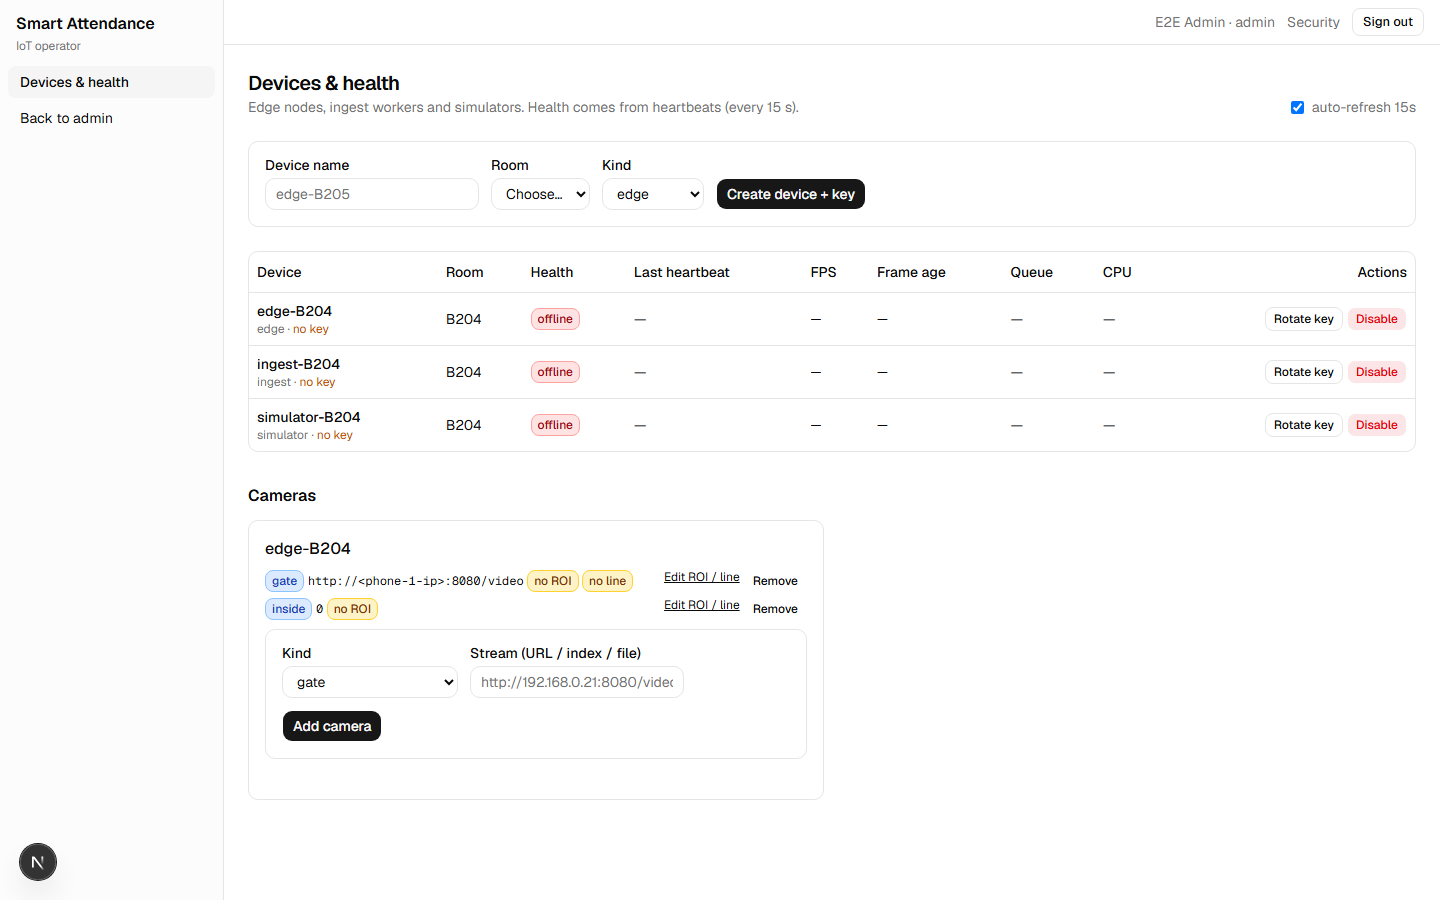 Smart Attendance
IoT operator
Devices & health
Back to admin
E2E Admin · admin
Security
Sign out
Devices & health
Edge nodes, ingest workers and simulators. Health comes from heartbeats (every 15 s).
auto-refresh 15s
Device name
Room
Kind
edge-B205
Choose...
edge
Create device + key
Device Room Health Last heartbeat FPS Frame age Queue CPU Actions
edge-B204
edge · no key
B204 offline — — — — — Rotate key Disable
ingest-B204
ingest · no key
B204 offline — — — — — Rotate key Disable
simulator-B204
simulator · no key
B204 offline — — — — — Rotate key Disable
Cameras
edge-B204
gate http://<phone-1-ip>:8080/video no ROI no line Edit ROI / line Remove
inside 0 no ROI Edit ROI / line Remove
Kind
Stream (URL / index / file)
gate
http://192.168.0.21:8080/video
Add camera
N